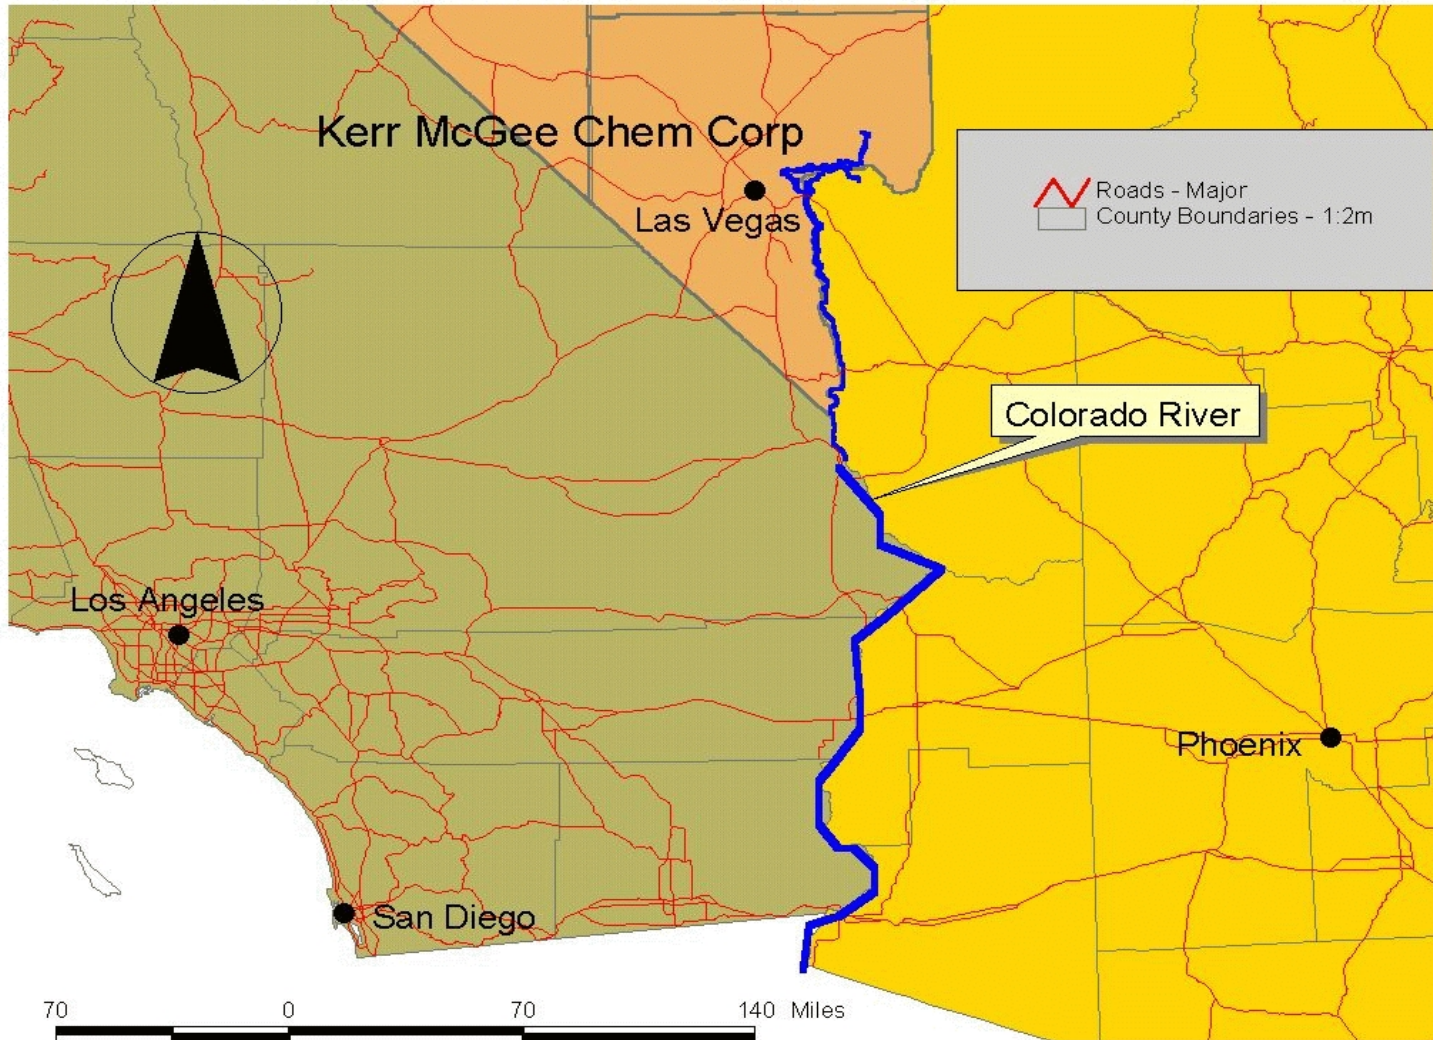 Kerr McGee Chem Corp
Roads - Major
Las Vegas
County Boundaries - 1:2m
Colorado River
Los Angeles
Phoenix
San Diego
70 0 70 140 Miles